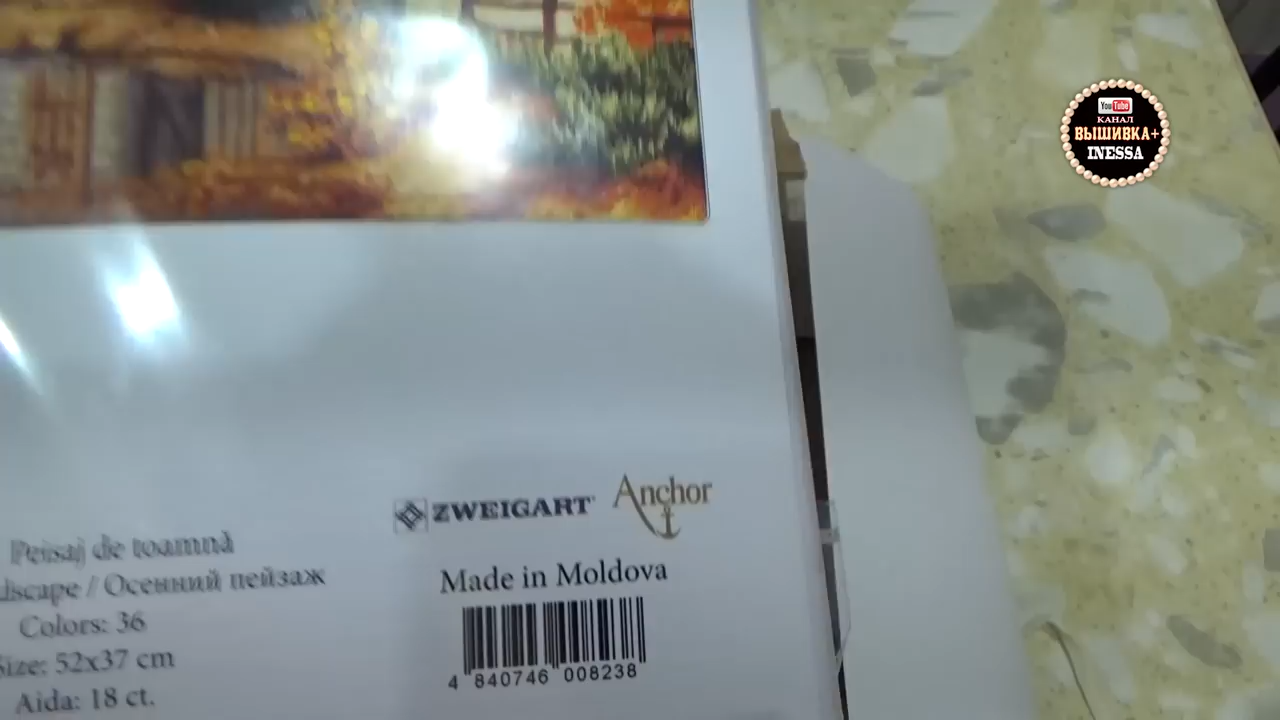 YouTube
КАНАЛ
ВЫШИВКА+
INESSA
ZWEIGART
Anchor
Made in Moldova
4 840746 008238
Peisaj de toamnă
/ Осенний пейзаж
Colors: 36
Size: 52x37 cm
Aida: 18 ct.